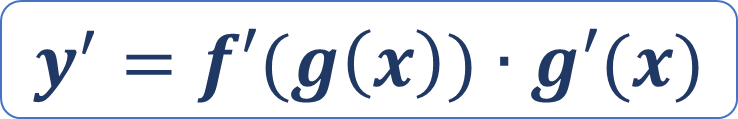 y′ = f′(g(x)) · g′(x)